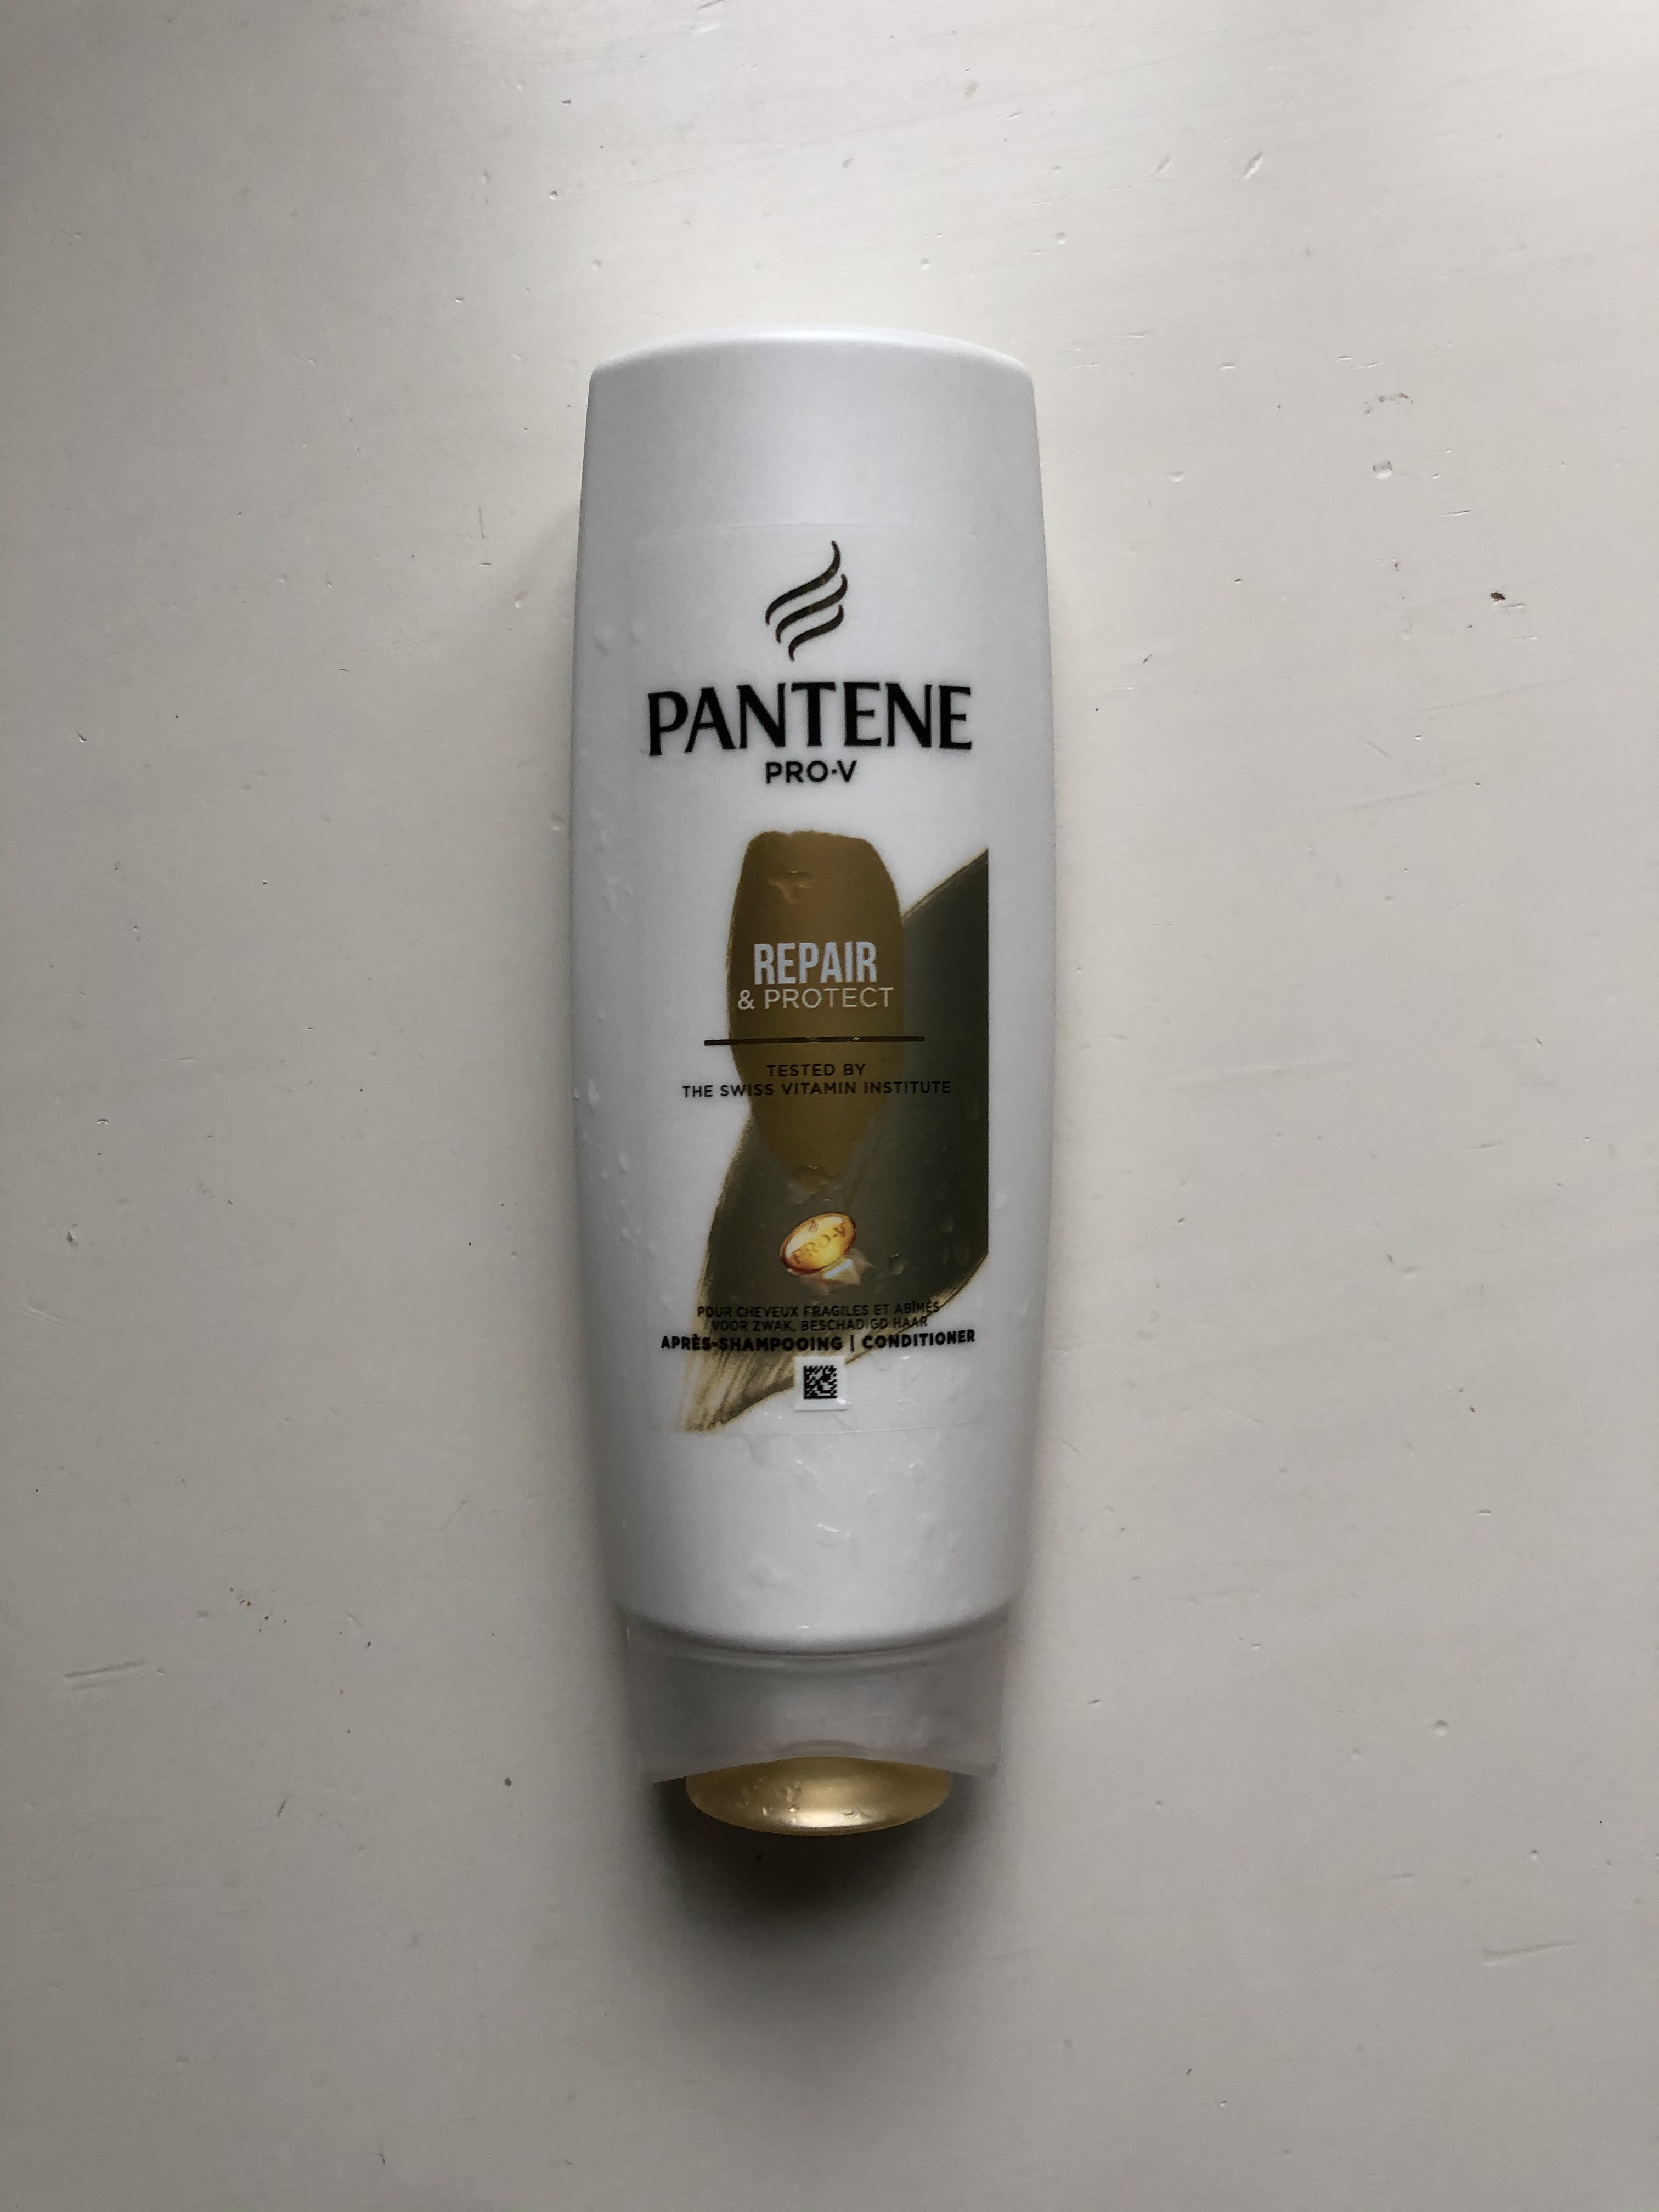 PANTENE
PRO-V
REPAIR
& PROTECT
TESTED BY
THE SWISS VITAMIN INSTITUTE
PRO-V
POUR CHEVEUX FRAGILES ET ABÎMÉS
VOOR ZWAK, BESCHADIGD HAAR
APRÈS-SHAMPOOING | CONDITIONER